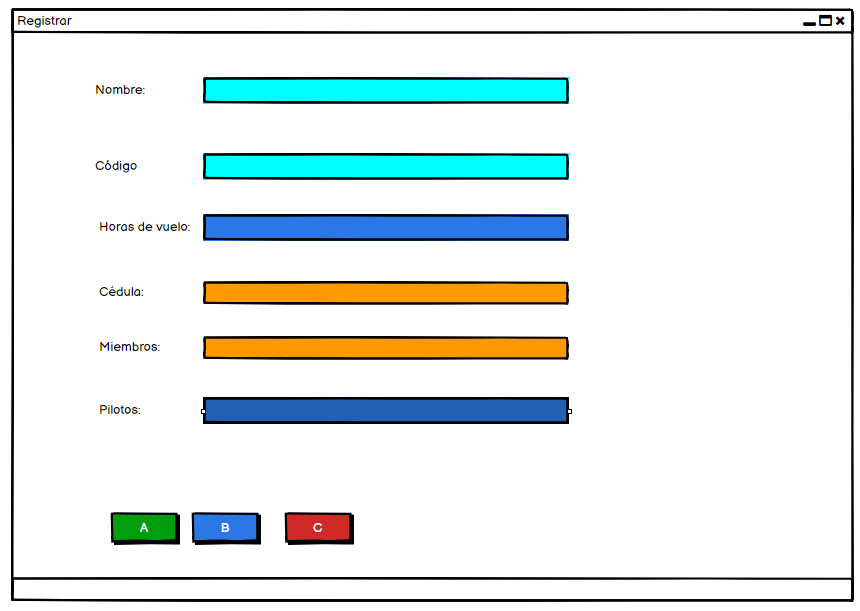 Registrar
Nombre:
Código
Horas de vuelo:
Cédula:
Miembros:
Pilotos:
A B C